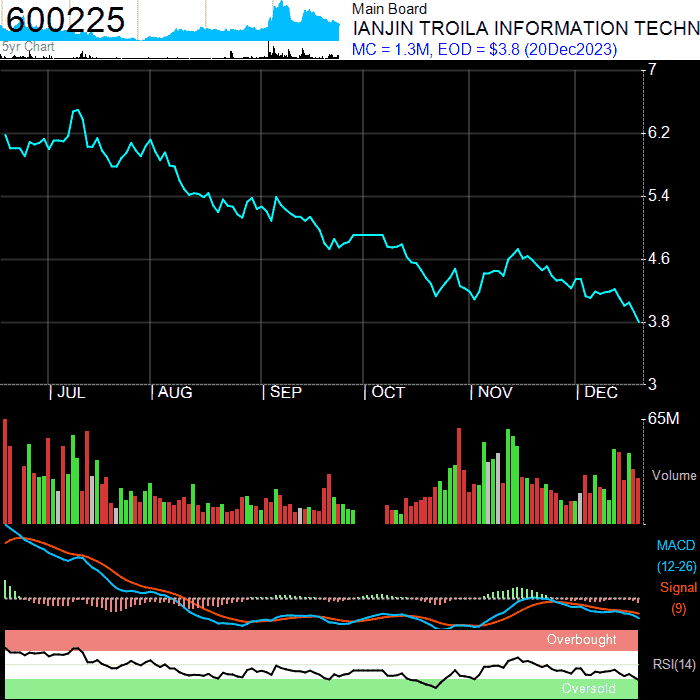 600225
5yr Chart
Main Board
IANJIN TROILA INFORMATION TECHN
MC = 1.3M, EOD = $3.8 (20Dec2023)
7
6.2
5.4
4.6
3.8
3
JUL AUG SEP OCT NOV DEC
65M
Volume
MACD
(12-26)
Signal
(9)
Overbought
RSI(14)
Oversold